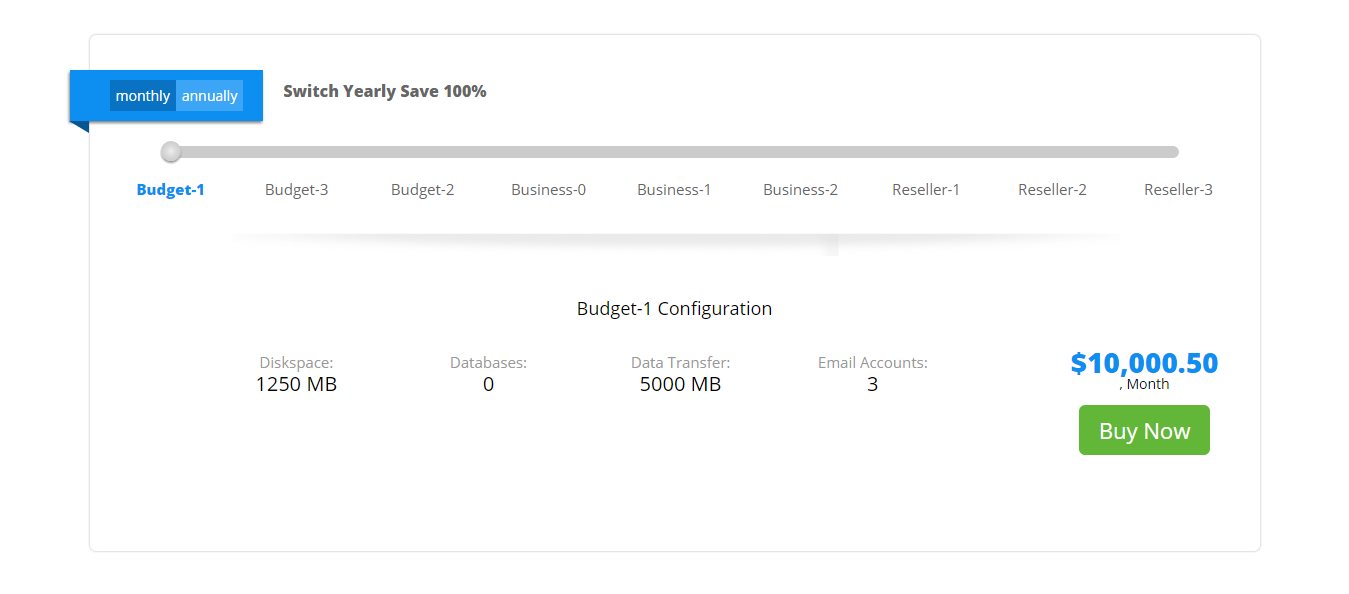 monthly annually
Switch Yearly Save 100%
Budget-1 Budget-3 Budget-2 Business-0 Business-1 Business-2 Reseller-1 Reseller-2 Reseller-3
Budget-1 Configuration
Diskspace: Databases: Data Transfer: Email Accounts:
1250 MB 0 5000 MB 3
$10,000.50
, Month
Buy Now